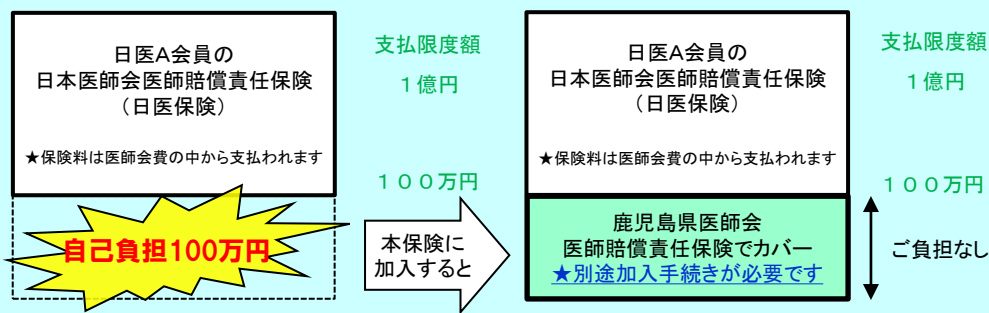 日医A会員の
日本医師会医師賠償責任保険
（日医保険）
★保険料は医師会費の中から支払われます
支払限度額
１億円
１００万円
自己負担100万円
本保険に
加入すると
日医A会員の
日本医師会医師賠償責任保険
（日医保険）
★保険料は医師会費の中から支払われます
支払限度額
１億円
１００万円
鹿児島県医師会
医師賠償責任保険でカバー
★別途加入手続きが必要です
ご負担なし